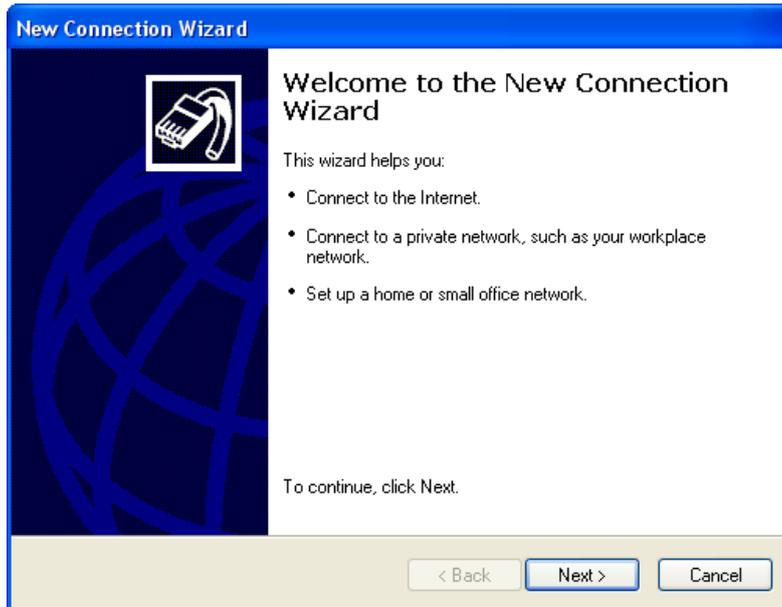 New Connection Wizard
Welcome to the New Connection
Wizard
This wizard helps you:
• Connect to the Internet.
• Connect to a private network, such as your workplace
network.
• Set up a home or small office network.
To continue, click Next.
< Back
Next >
Cancel